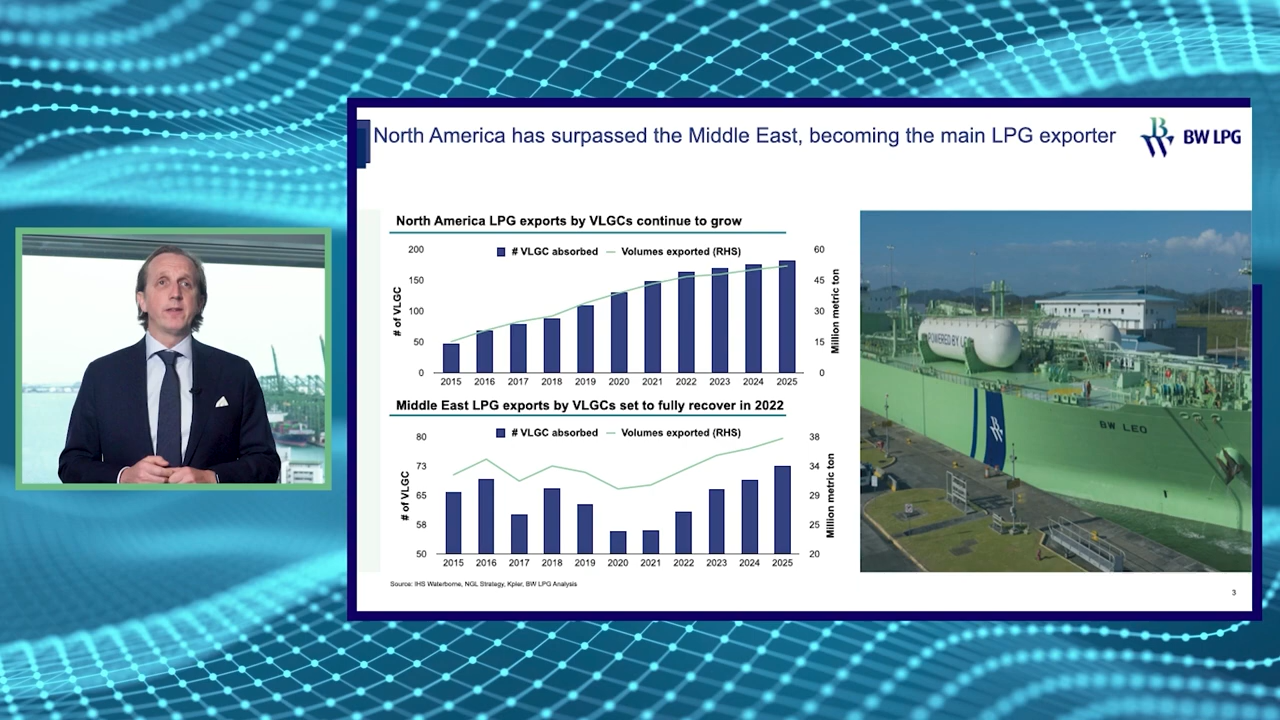 North America has surpassed the Middle East, becoming the main LPG exporter
BW
BW LPG
North America LPG exports by VLGCs continue to grow
# VLGC absorbed
Volumes exported (RHS)
# of VLGC
200
150
100
50
0
Million metric ton
60
45
30
15
0
2015 2016 2017 2018 2019 2020 2021 2022 2023 2024 2025
Middle East LPG exports by VLGCs set to fully recover in 2022
# VLGC absorbed
Volumes exported (RHS)
# of VLGC
80
73
65
58
50
Million metric ton
38
34
29
25
20
2015 2016 2017 2018 2019 2020 2021 2022 2023 2024 2025
Source: IHS Waterborne, NGL Strategy, Kpler, BW LPG Analysis
POWERED BY
BW LEO
3